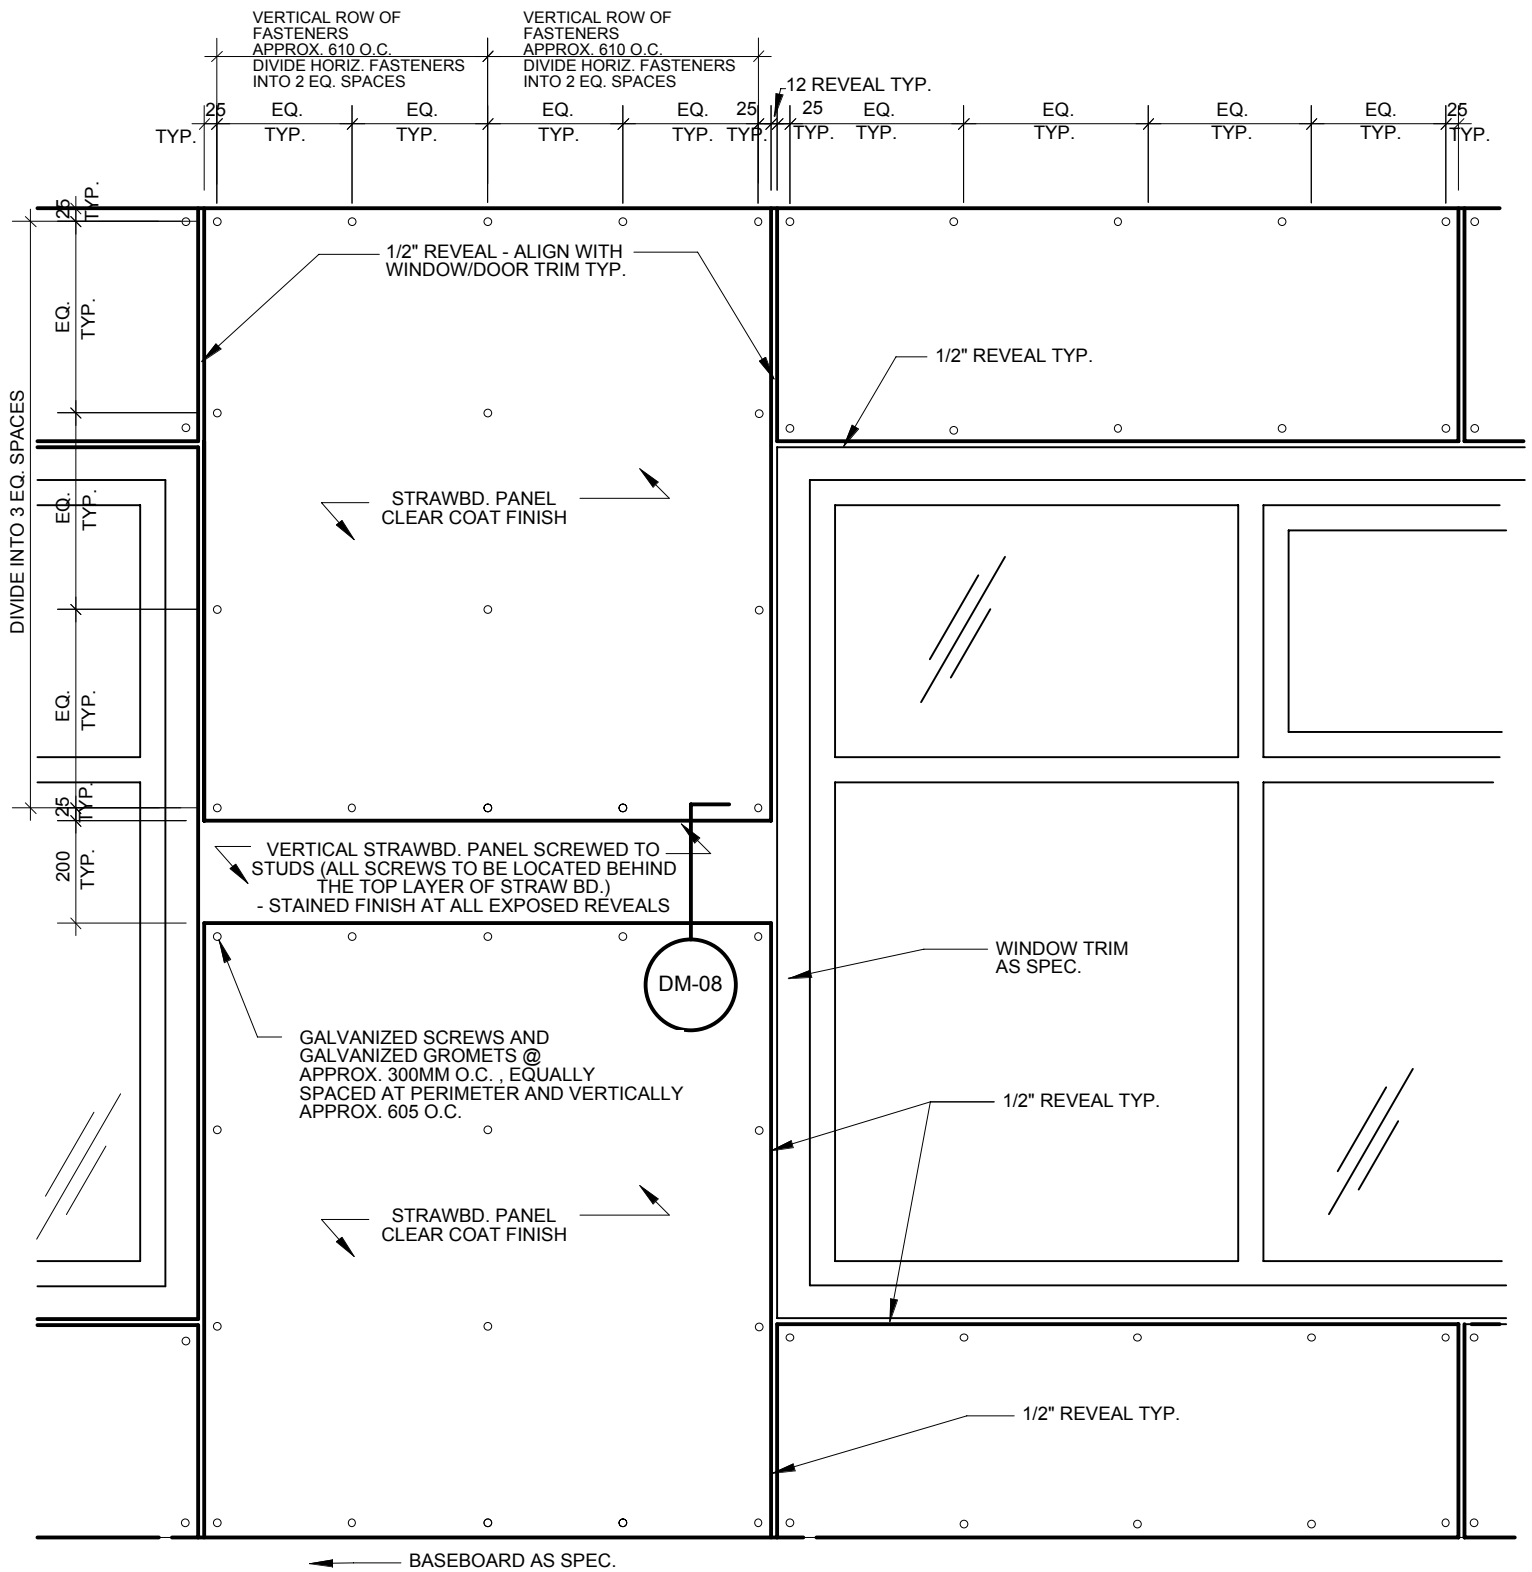 VERTICAL ROW OF
FASTENERS
APPROX. 610 O.C.
DIVIDE HORIZ. FASTENERS
INTO 2 EQ. SPACES
VERTICAL ROW OF
FASTENERS
APPROX. 610 O.C.
DIVIDE HORIZ. FASTENERS
INTO 2 EQ. SPACES
12 REVEAL TYP.
25 EQ. EQ. EQ. EQ. 25 25 EQ. EQ. EQ. EQ. 25
TYP. TYP. TYP. TYP. TYP. TYP. TYP. TYP. TYP. TYP. TYP. TYP.
25
TYP.
1/2" REVEAL - ALIGN WITH
WINDOW/DOOR TRIM TYP.
EQ.
TYP.
1/2" REVEAL TYP.
DIVIDE INTO 3 EQ. SPACES
EQ.
TYP.
STRAWBD. PANEL
CLEAR COAT FINISH
EQ.
TYP.
25
TYP.
200
TYP.
VERTICAL STRAWBD. PANEL SCREWED TO
STUDS (ALL SCREWS TO BE LOCATED BEHIND
THE TOP LAYER OF STRAW BD.)
- STAINED FINISH AT ALL EXPOSED REVEALS
DM-08
WINDOW TRIM
AS SPEC.
GALVANIZED SCREWS AND
GALVANIZED GROMETS @
APPROX. 300MM O.C. , EQUALLY
SPACED AT PERIMETER AND VERTICALLY
APPROX. 605 O.C.
1/2" REVEAL TYP.
STRAWBD. PANEL
CLEAR COAT FINISH
1/2" REVEAL TYP.
BASEBOARD AS SPEC.